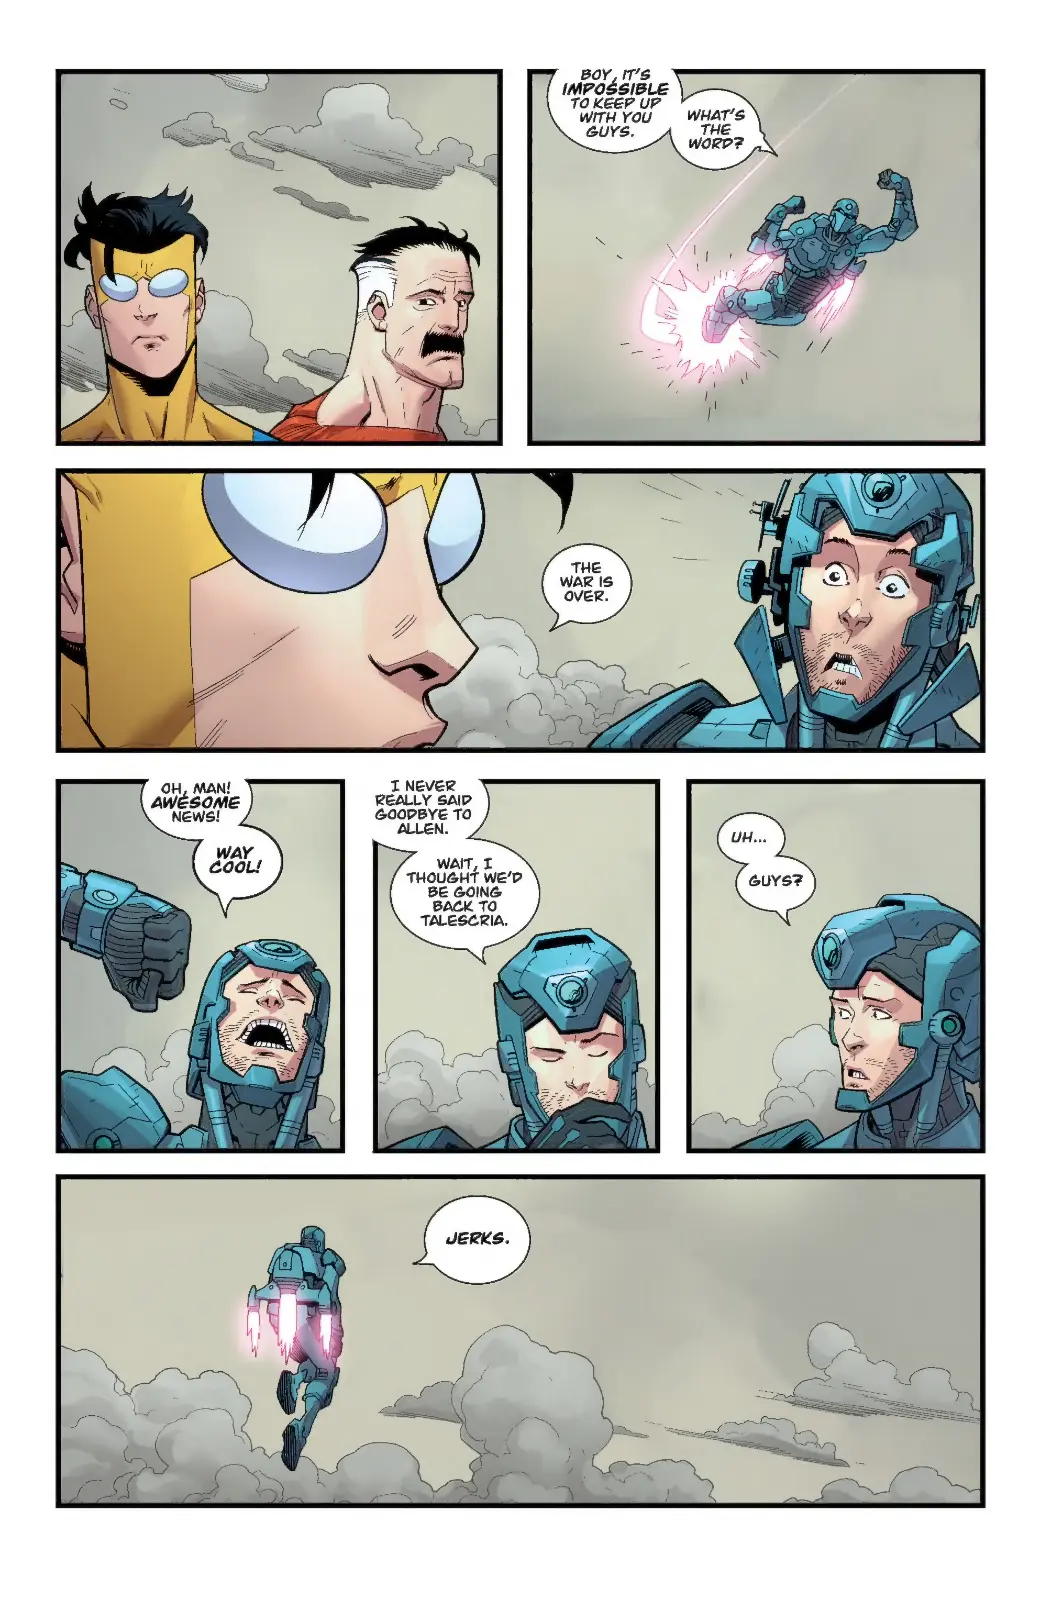 BOY, IT'S
IMPOSSIBLE
TO KEEP UP
WITH YOU
GUYS.
WHAT'S
THE
WORD?
THE
WAR IS
OVER.
OH, MAN!
AWESOME
NEWS!
WAY
COOL!
I NEVER
REALLY SAID
GOODBYE TO
ALLEN.
WAIT, I
THOUGHT WE'D
BE GOING
BACK TO
TALESCRIA.
UH...
GUYS?
JERKS.